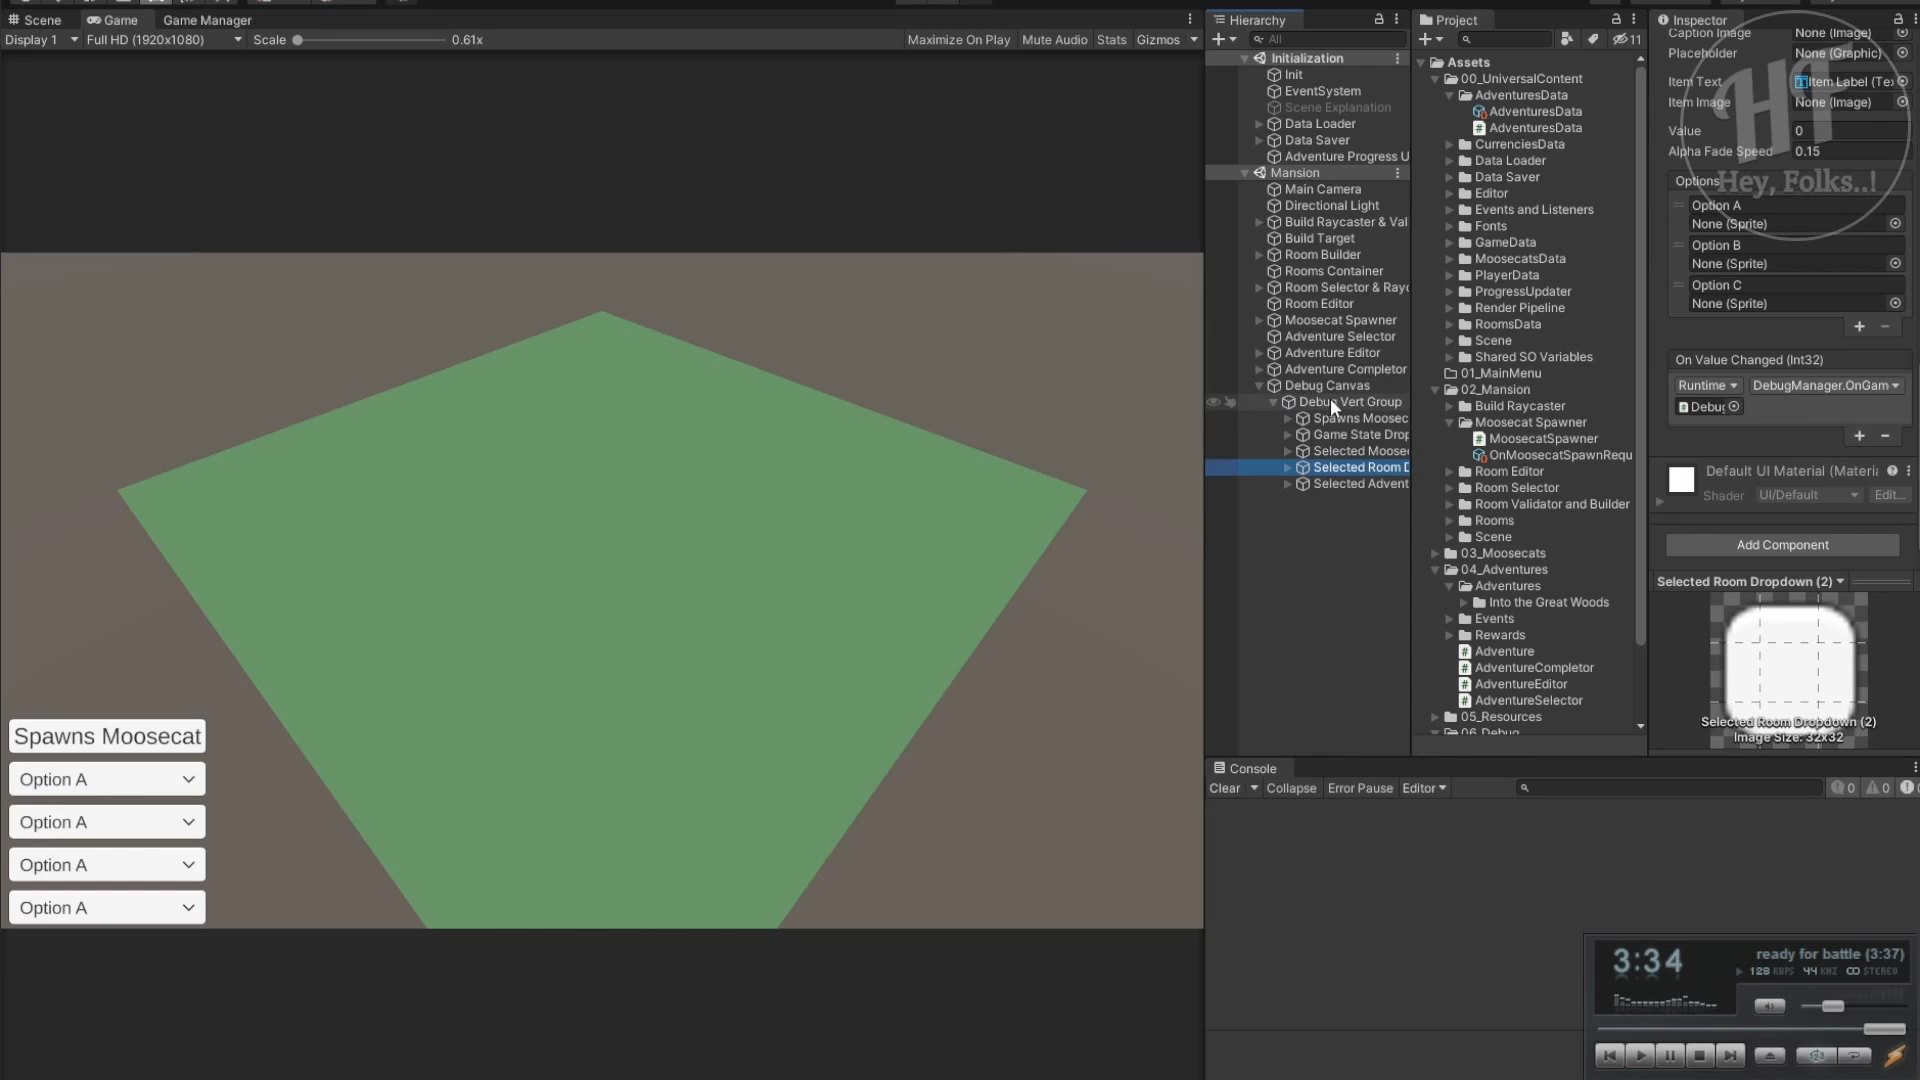 Scene Game Game Manager
Display 1 Full HD (1920x1080) Scale 0.61x Maximize On Play Mute Audio Stats Gizmos
Spawns Moosecat
Option A
Option A
Option A
Option A
Hierarchy
All
Initialization
Init
EventSystem
Scene Explanation
Data Loader
Data Saver
Adventure Progress U
Mansion
Main Camera
Directional Light
Build Raycaster & Val
Build Target
Room Builder
Rooms Container
Room Selector & Rayc
Room Editor
Moosecat Spawner
Adventure Selector
Adventure Editor
Adventure Completor
Debug Canvas
Debug Vert Group
Spawns Moosec
Game State Drop
Selected Moosec
Selected Room D
Selected Advent
Project
11
Assets
00_UniversalContent
AdventuresData
AdventuresData
AdventuresData
CurrenciesData
Data Loader
Data Saver
Editor
Events and Listeners
Fonts
GameData
MoosecatsData
PlayerData
ProgressUpdater
Render Pipeline
RoomsData
Scene
Shared SO Variables
01_MainMenu
02_Mansion
Build Raycaster
Moosecat Spawner
MoosecatSpawner
OnMoosecatSpawnRequ
Room Editor
Room Selector
Room Validator and Builder
Rooms
Scene
03_Moosecats
04_Adventures
Adventures
Into the Great Woods
Events
Rewards
Adventure
AdventureCompletor
AdventureEditor
AdventureSelector
05_Resources
06_Debug
Inspector
Caption Image None (Image)
Placeholder None (Graphic)
Item Text Item Label (Te
Item Image None (Image)
Value 0
Alpha Fade Speed 0.15
HF
Hey, Folks..!
Options
Option A
None (Sprite)
Option B
None (Sprite)
Option C
None (Sprite)
+ −
On Value Changed (Int32)
Runtime DebugManager.OnGam
Debug
+ −
Default UI Material (Materia
Shader UI/Default Edit...
Add Component
Selected Room Dropdown (2)
Selected Room Dropdown (2)
Image Size: 32x32
Console
Clear Collapse Error Pause Editor 0 0
3:34
ready for battle (3:37)
128 KBPS 44 KHZ STEREO